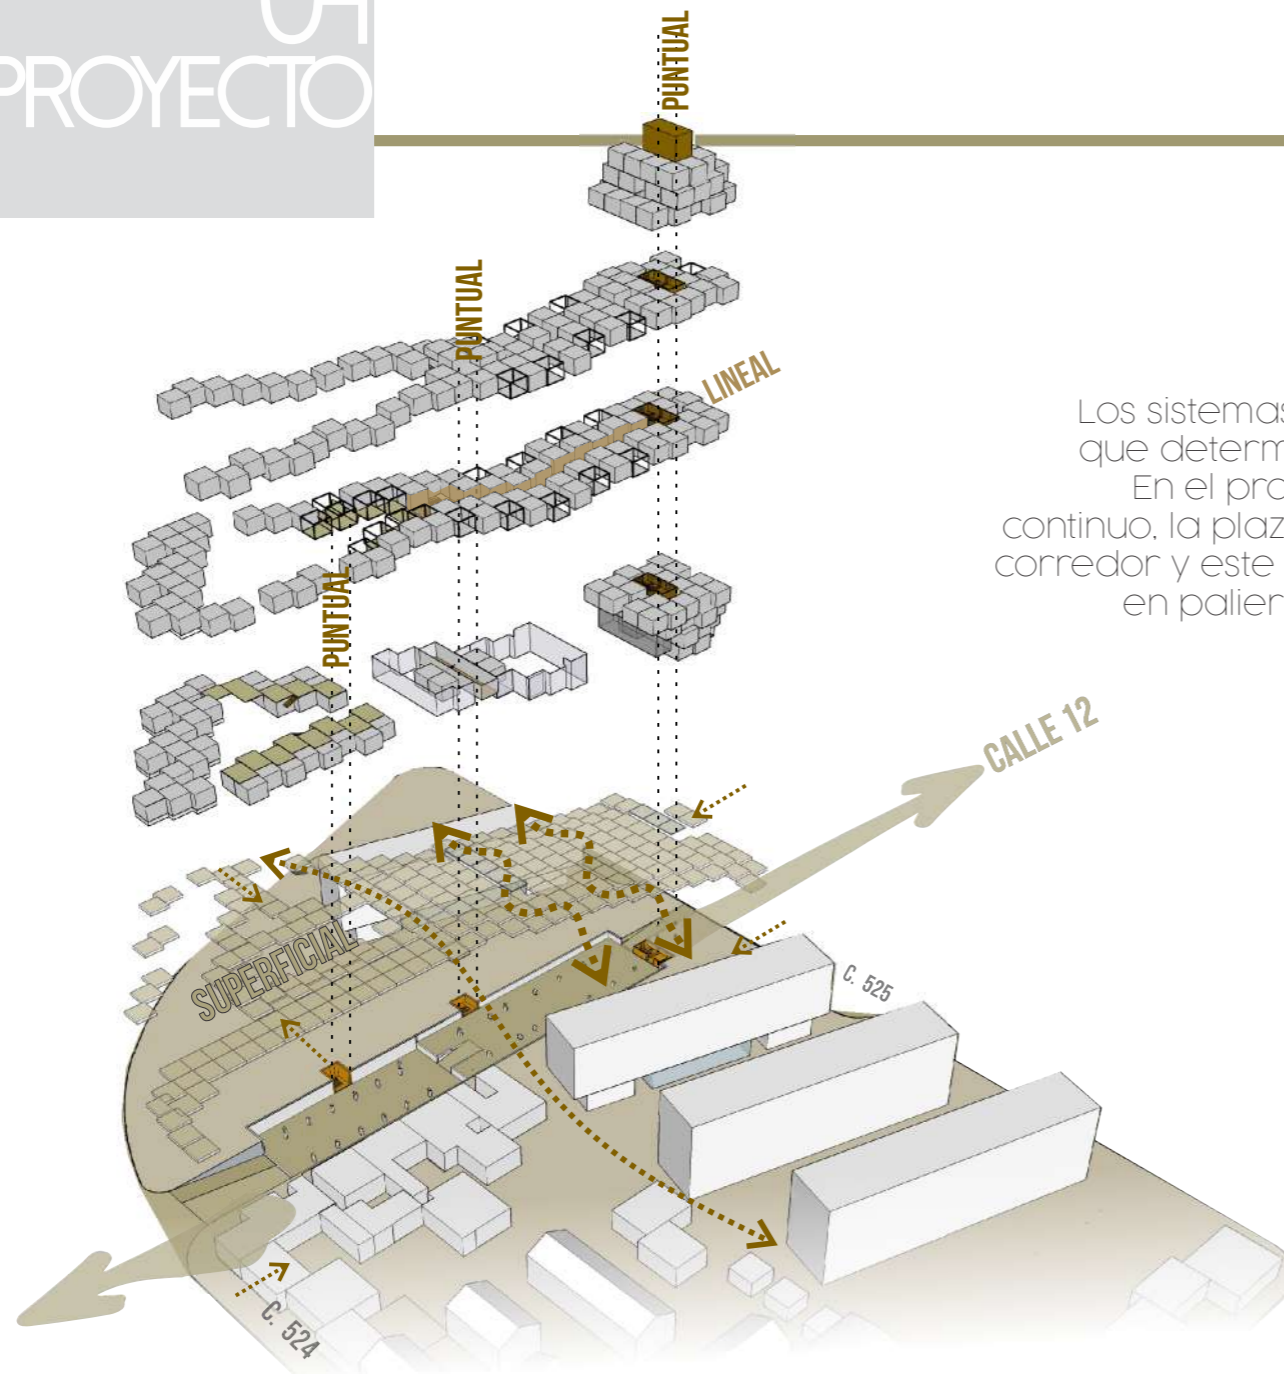 PROYECTO
PUNTUAL
PUNTUAL
LINEAL
Los sistemas
que determ
En el pro
continuo, la plaz
corredor y este
en palier
PUNTUAL
CALLE 12
SUPERFICIAL
C. 525
C. 524